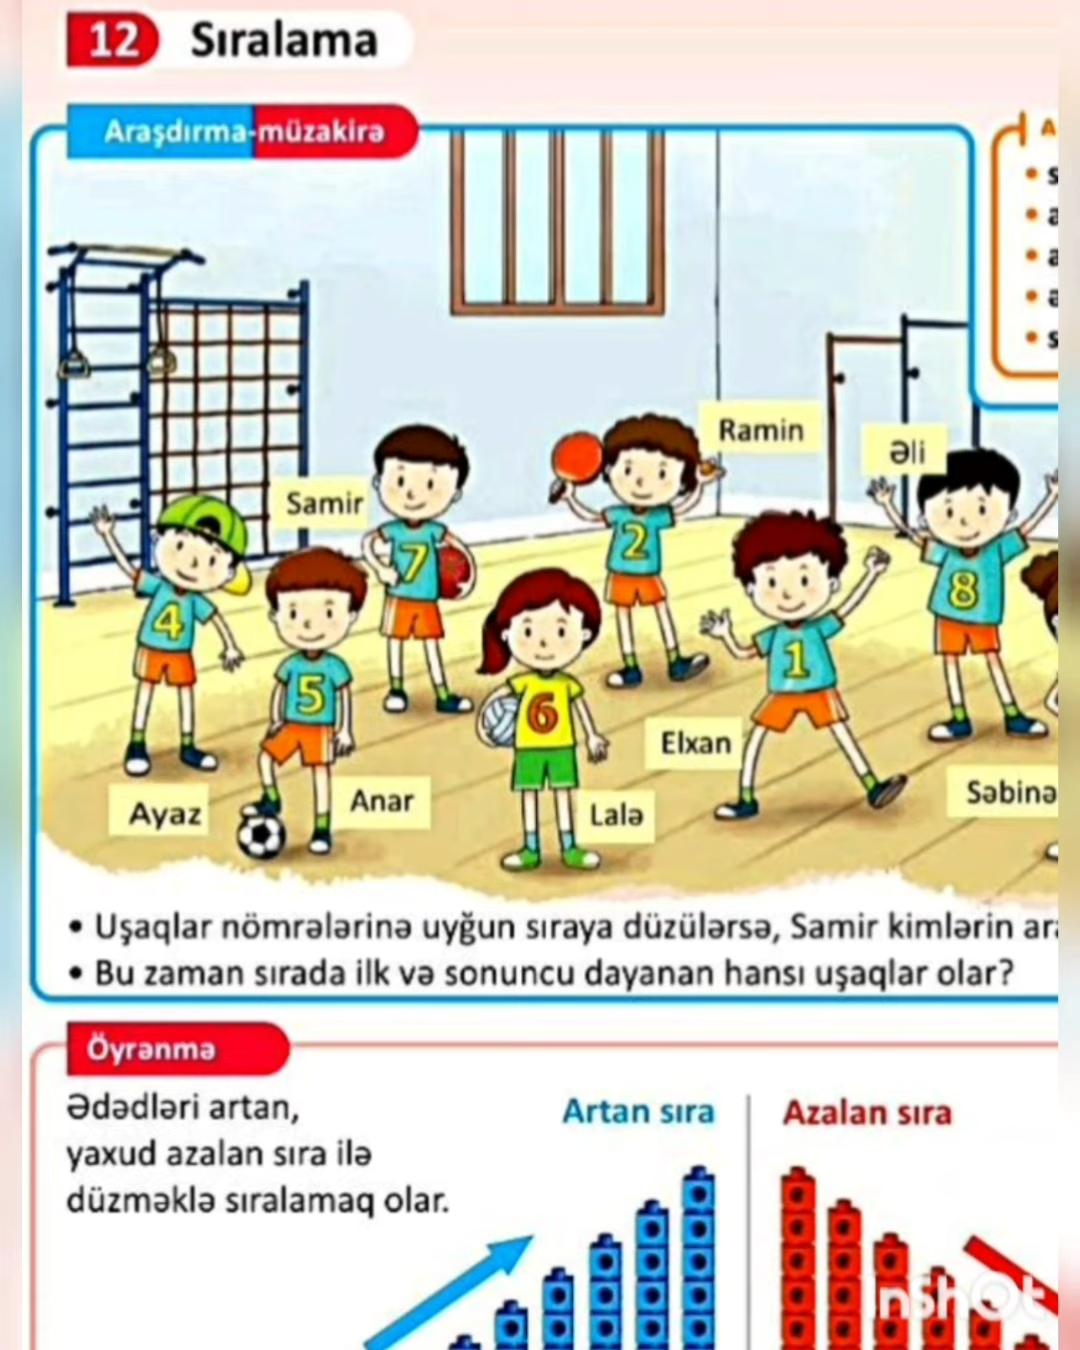 12 Sıralama
Araşdırma-müzakirə
Ramin
Əli
Samir
7
2
8
4
5
6
1
Elxan
Səbinə
Ayaz
Anar
Lalə
• Uşaqlar nömrələrinə uyğun sıraya düzülərsə, Samir kimlərin
• Bu zaman sırada ilk və sonuncu dayanan hansı uşaqlar olar?
Öyrənmə
Ədədləri artan,
yaxud azalan sıra ilə
düzməklə sıralamaq olar.
Artan sıra
Azalan sıra
InShOt